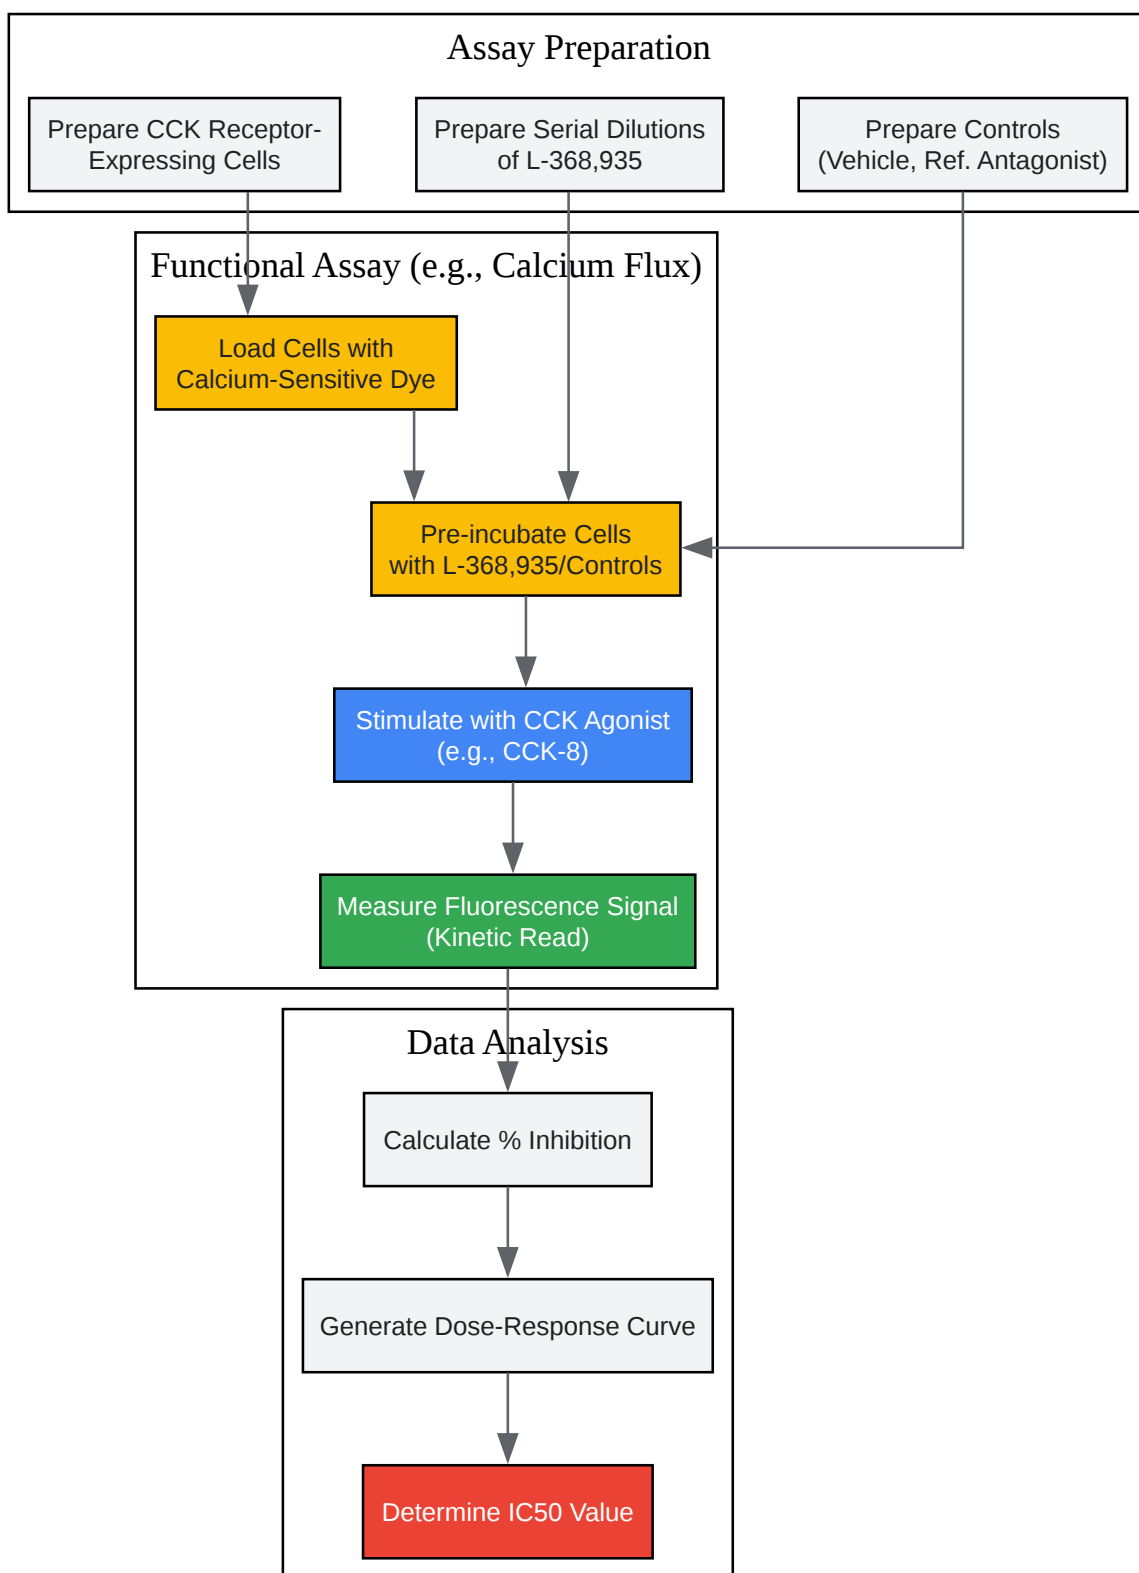 Assay Preparation
Prepare CCK Receptor-
Expressing Cells
Prepare Serial Dilutions
of L-368,935
Prepare Controls
(Vehicle, Ref. Antagonist)
Functional Assay (e.g., Calcium Flux)
Load Cells with
Calcium-Sensitive Dye
Pre-incubate Cells
with L-368,935/Controls
Stimulate with CCK Agonist
(e.g., CCK-8)
Measure Fluorescence Signal
(Kinetic Read)
Data Analysis
Calculate % Inhibition
Generate Dose-Response Curve
Determine IC50 Value